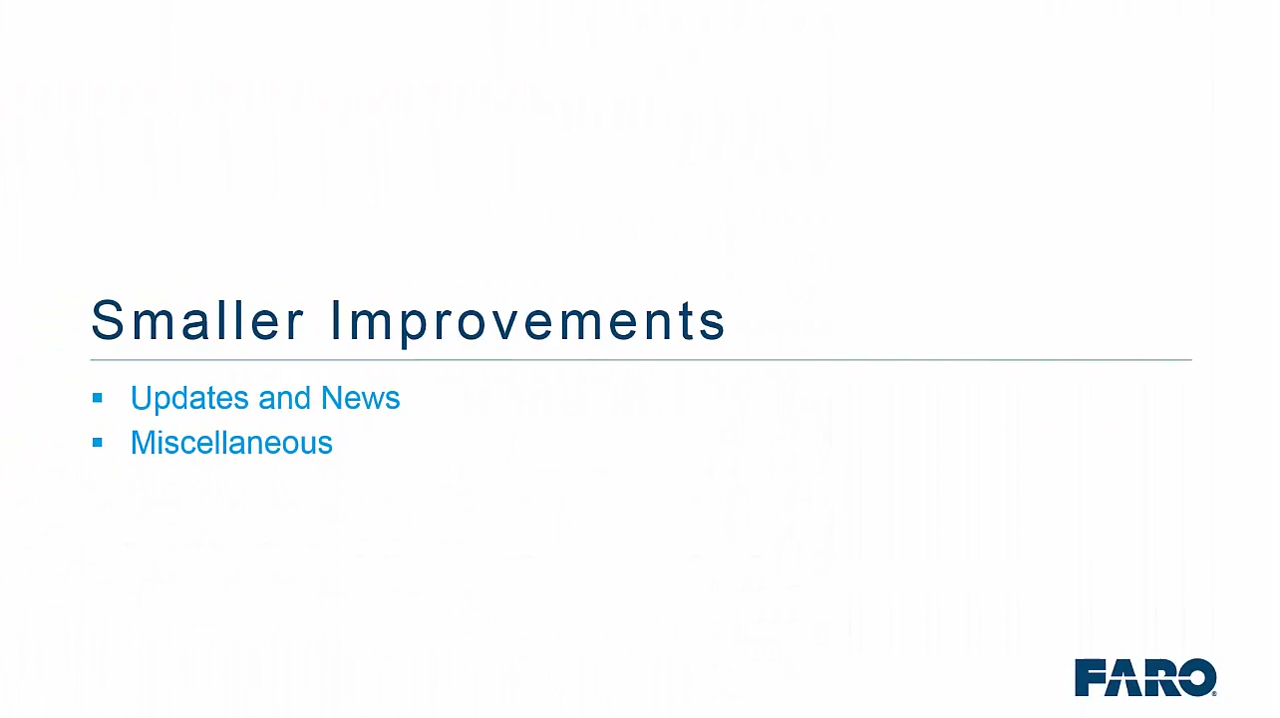 Smaller Improvements
▪ Updates and News
▪ Miscellaneous
FARO®